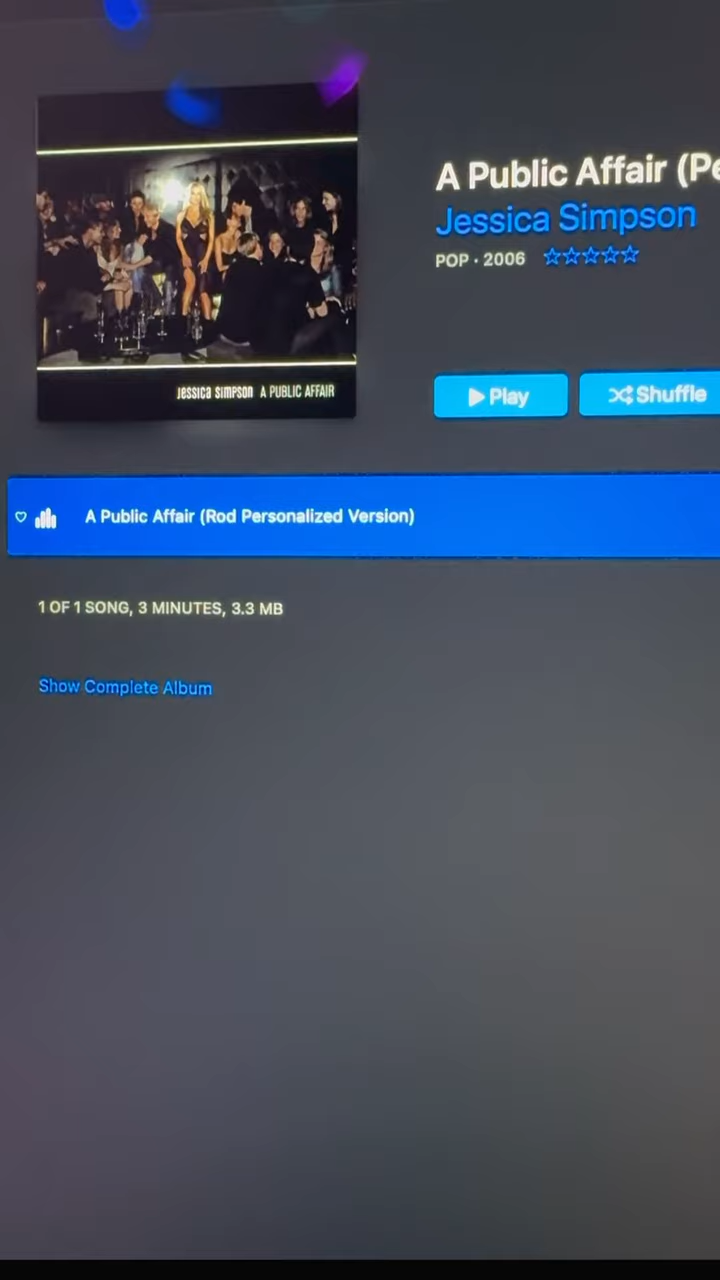 A Public Affair (Pe
Jessica Simpson
POP · 2006 ☆☆☆☆☆
Play
Shuffle
Jessica Simpson A PUBLIC AFFAIR
A Public Affair (Rod Personalized Version)
1 OF 1 SONG, 3 MINUTES, 3.3 MB
Show Complete Album